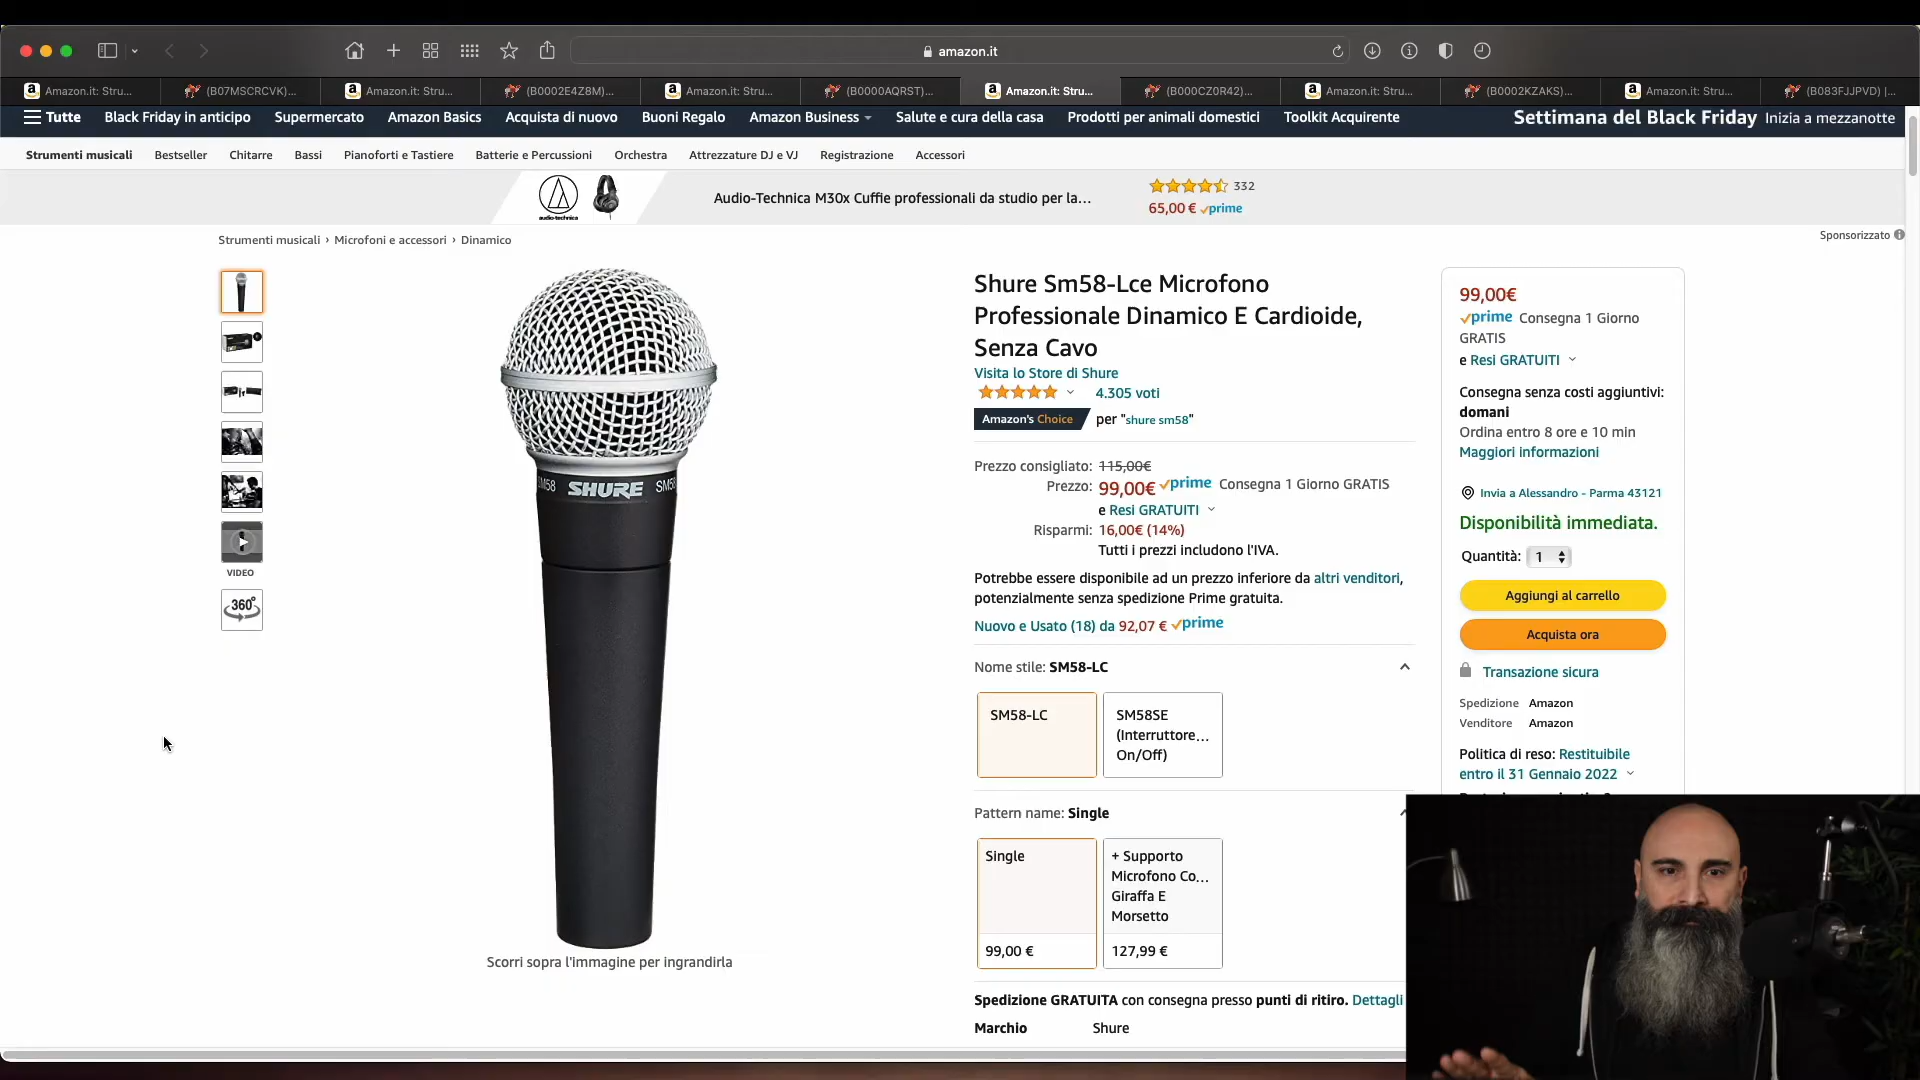 amazon.it
Amazon.it: Stru...
(B07MSCRCVK)...
Amazon.it: Stru...
(B0002E4Z8M)...
Amazon.it: Stru...
(B0000AQRST)...
Amazon.it: Stru...
(B000CZ0R42)...
Amazon.it: Stru...
(B0002KZAKS)...
Amazon.it: Stru...
(B083FJJPVD) |...
Tutte
Black Friday in anticipo
Supermercato
Amazon Basics
Acquista di nuovo
Buoni Regalo
Amazon Business
Salute e cura della casa
Prodotti per animali domestici
Toolkit Acquirente
Settimana del Black Friday Inizia a mezzanotte
Strumenti musicali
Bestseller
Chitarre
Bassi
Pianoforti e Tastiere
Batterie e Percussioni
Orchestra
Attrezzature DJ e VJ
Registrazione
Accessori
audio-technica
Audio-Technica M30x Cuffie professionali da studio per la...
332
65,00 € prime
Sponsorizzato
Strumenti musicali › Microfoni e accessori › Dinamico
VIDEO
360°
SM58 SHURE SM58
Scorri sopra l'immagine per ingrandirla
Shure Sm58-Lce Microfono
Professionale Dinamico E Cardioide,
Senza Cavo
Visita lo Store di Shure
4.305 voti
Amazon's Choice per "shure sm58"
Prezzo consigliato: 115,00€
Prezzo: 99,00€ prime Consegna 1 Giorno GRATIS
e Resi GRATUITI
Risparmi: 16,00€ (14%)
Tutti i prezzi includono l'IVA.
Potrebbe essere disponibile ad un prezzo inferiore da altri venditori,
potenzialmente senza spedizione Prime gratuita.
Nuovo e Usato (18) da 92,07 € prime
Nome stile: SM58-LC
SM58-LC
SM58SE
(Interruttore...
On/Off)
Pattern name: Single
Single
99,00 €
+ Supporto
Microfono Co...
Giraffa E
Morsetto
127,99 €
Spedizione GRATUITA con consegna presso punti di ritiro. Dettagli
Marchio Shure
99,00€
prime Consegna 1 Giorno
GRATIS
e Resi GRATUITI
Consegna senza costi aggiuntivi:
domani
Ordina entro 8 ore e 10 min
Maggiori informazioni
Invia a Alessandro - Parma 43121
Disponibilità immediata.
Quantità: 1
Aggiungi al carrello
Acquista ora
Transazione sicura
Spedizione Amazon
Venditore Amazon
Politica di reso: Restituibile
entro il 31 Gennaio 2022